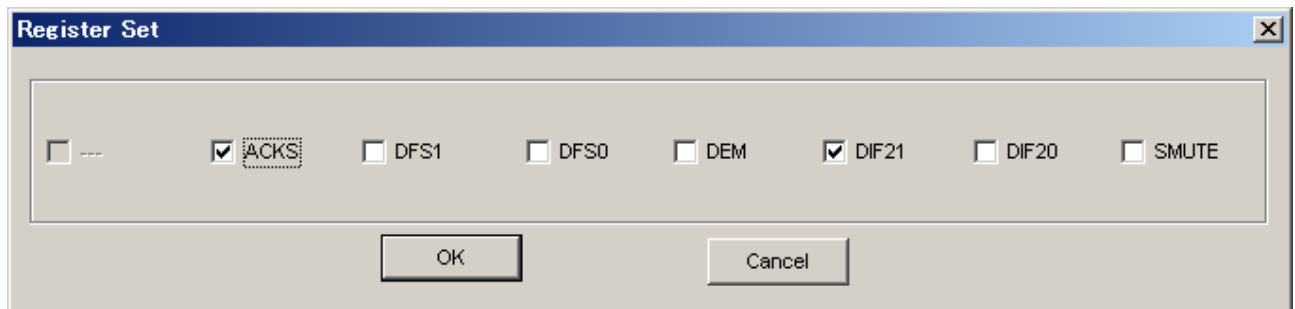 Register Set
--- ACKS DFS1 DFS0 DEM DIF21 DIF20 SMUTE
OK Cancel